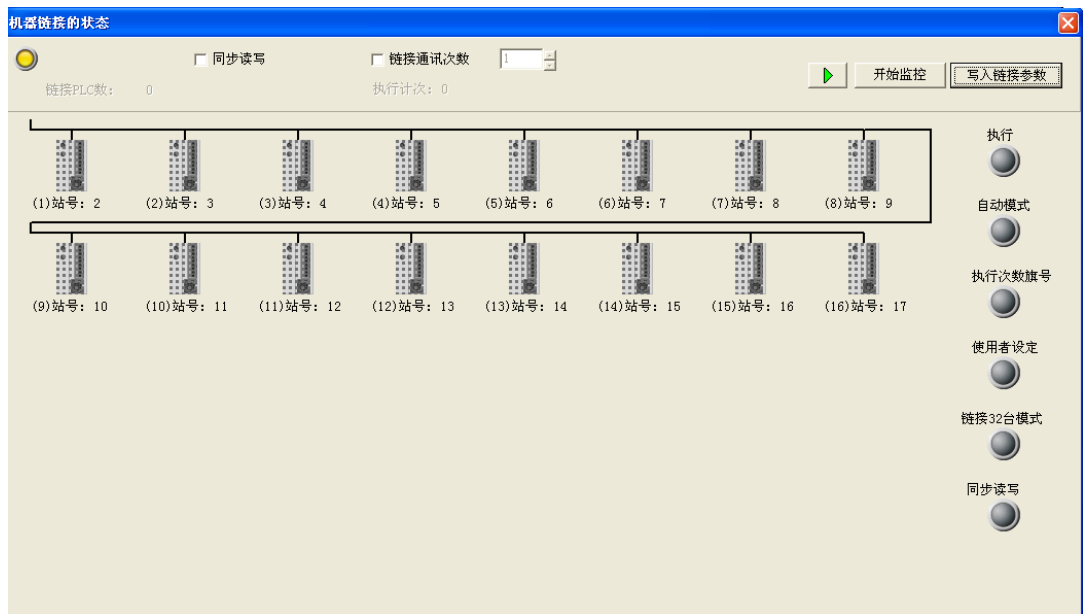 机器链接的状态
同步读写 链接通讯次数 1
链接PLC数： 0 执行计次：0
开始监控 写入链接参数
执行
(1)站号：2 (2)站号：3 (3)站号：4 (4)站号：5 (5)站号：6 (6)站号：7 (7)站号：8 (8)站号：9
自动模式
执行次数旗号
(9)站号：10 (10)站号：11 (11)站号：12 (12)站号：13 (13)站号：14 (14)站号：15 (15)站号：16 (16)站号：17
使用者设定
链接32台模式
同步读写